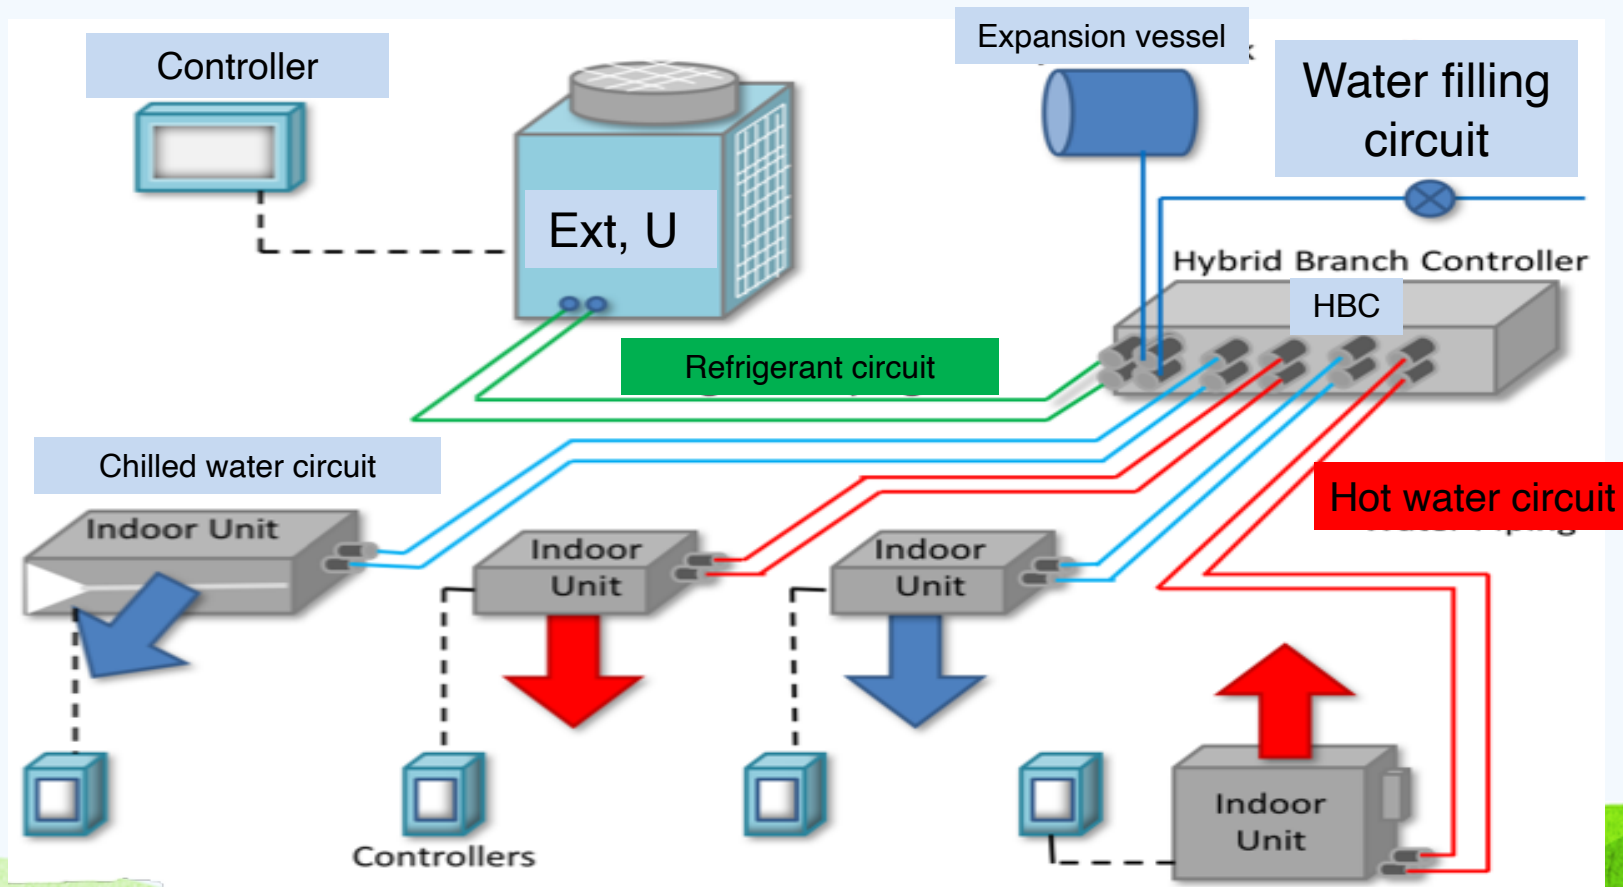 Controller
Expansion vessel
Water filling
circuit
Ext, U
Hybrid Branch Controller
HBC
Refrigerant circuit
Chilled water circuit
Hot water circuit
Indoor Unit
Indoor
Unit
Indoor
Unit
Indoor
Unit
Controllers